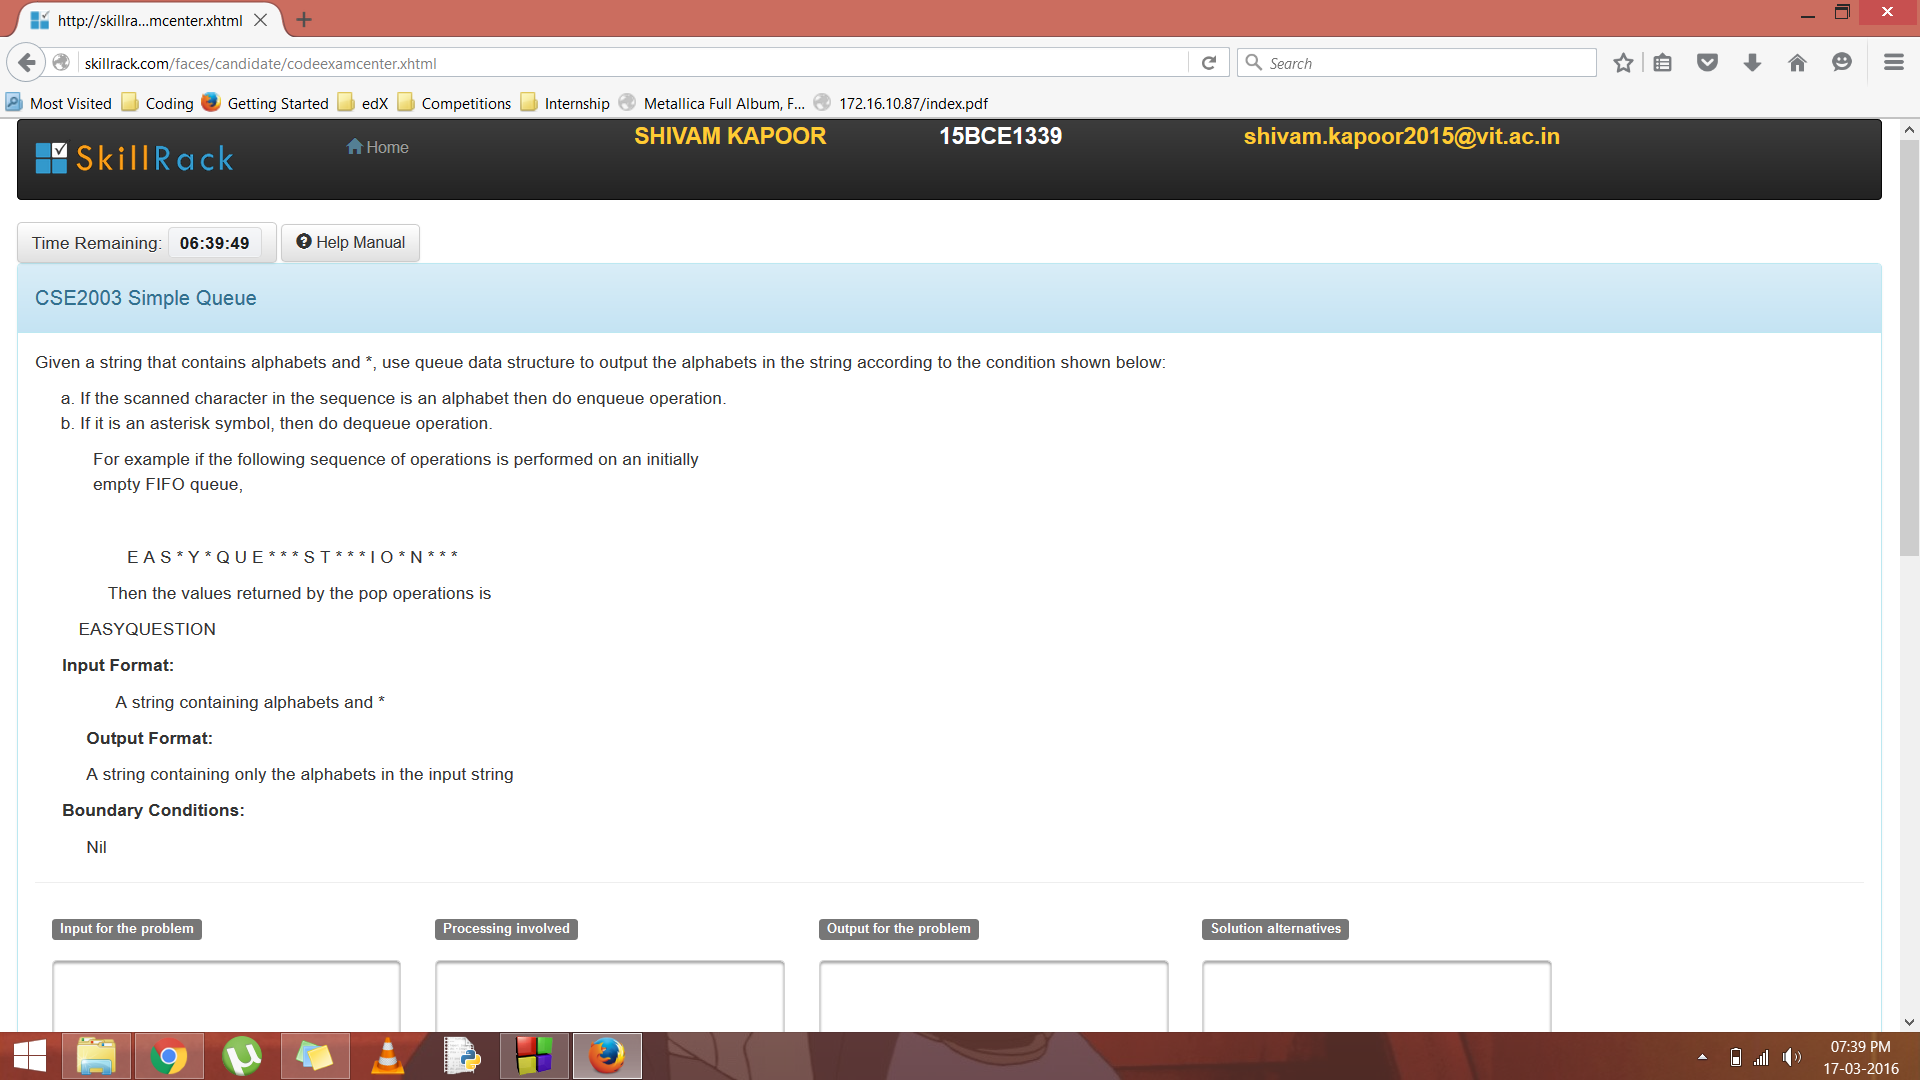 http://skillra...mcenter.xhtml
skillrack.com/faces/candidate/codeexamcenter.xhtml
Search
Most Visited Coding Getting Started edX Competitions Internship Metallica Full Album, F... 172.16.10.87/index.pdf
SkillRack Home SHIVAM KAPOOR 15BCE1339 shivam.kapoor2015@vit.ac.in
Time Remaining: 06:39:49 Help Manual
CSE2003 Simple Queue
Given a string that contains alphabets and *, use queue data structure to output the alphabets in the string according to the condition shown below:
a. If the scanned character in the sequence is an alphabet then do enqueue operation.
b. If it is an asterisk symbol, then do dequeue operation.
For example if the following sequence of operations is performed on an initially
empty FIFO queue,
E A S * Y * Q U E * * * S T * * * I O * N * * *
Then the values returned by the pop operations is
EASYQUESTION
Input Format:
A string containing alphabets and *
Output Format:
A string containing only the alphabets in the input string
Boundary Conditions:
Nil
Input for the problem Processing involved Output for the problem Solution alternatives
07:39 PM
17-03-2016